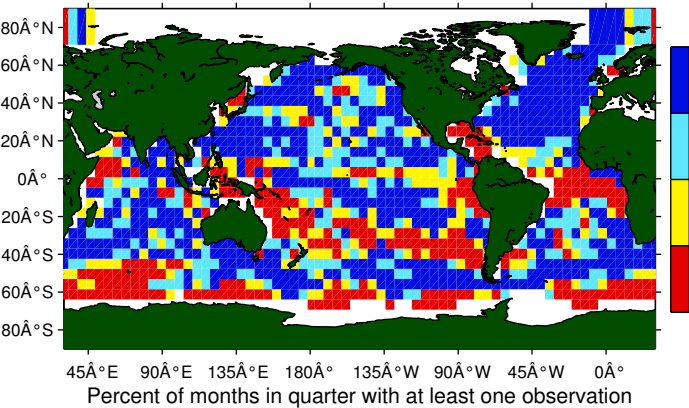 80Â°N
60Â°N
40Â°N
20Â°N
0Â°
20Â°S
40Â°S
60Â°S
80Â°S
45Â°E 90Â°E 135Â°E 180Â° 135Â°W 90Â°W 45Â°W 0Â°
Percent of months in quarter with at least one observation